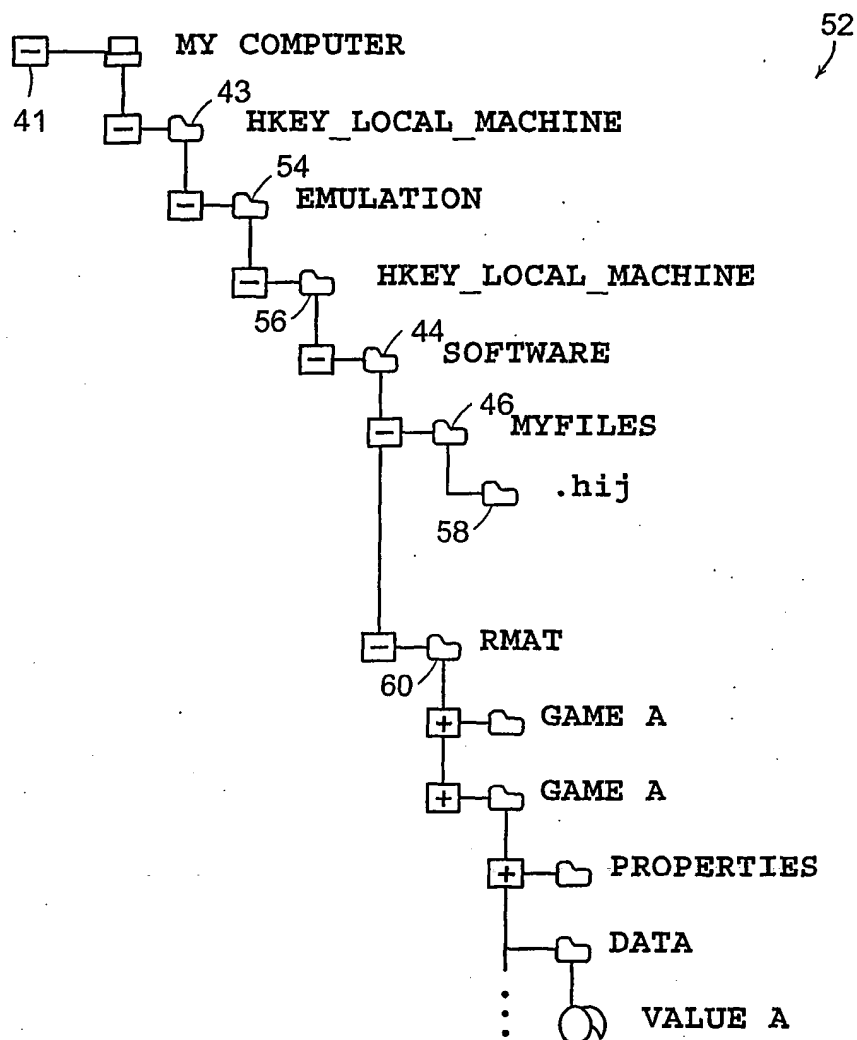 52
MY COMPUTER
41
43
HKEY_LOCAL_MACHINE
54
EMULATION
HKEY_LOCAL_MACHINE
56
44
SOFTWARE
46
MYFILES
.hij
58
RMAT
60
GAME A
GAME A
PROPERTIES
DATA
VALUE A